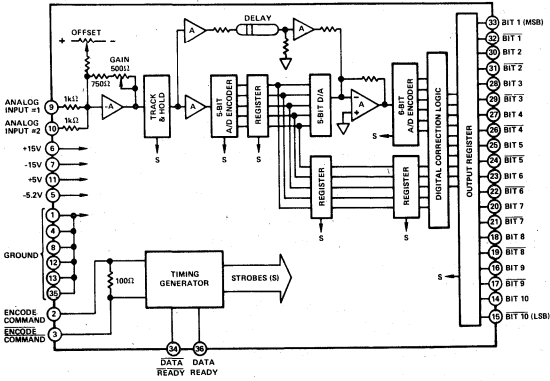 OFFSET
+
-
GAIN
500Ω
750Ω
DELAY
A
A
ANALOG
INPUT =1
9
1kΩ
ANALOG
INPUT #2
10
1kΩ
-A
TRACK
& HOLD
A
5-BIT
A/D ENCODER
REGISTER
5-BIT D/A
-
+
A
6-BIT
A/D ENCODER
DIGITAL CORRECTION LOGIC
OUTPUT REGISTER
REGISTER
REGISTER
S
S
S
S
S
S
S
+15V 6
-15V 7
+5V 11
-5.2V 5
GROUND
1
4
8
12
13
35
ENCODE
COMMAND
2
ENCODE
COMMAND
3
100Ω
TIMING
GENERATOR
STROBES (S)
34
DATA
READY
36
DATA
READY
33 BIT 1 (MSB)
32 BIT 1
30 BIT 2
31 BIT 2
28 BIT 3
29 BIT 3
27 BIT 4
26 BIT 4
25 BIT 5
24 BIT 5
23 BIT 6
22 BIT 6
20 BIT 7
21 BIT 7
18 BIT 8
19 BIT 8
16 BIT 9
17 BIT 9
14 BIT 10
15 BIT 10 (LSB)